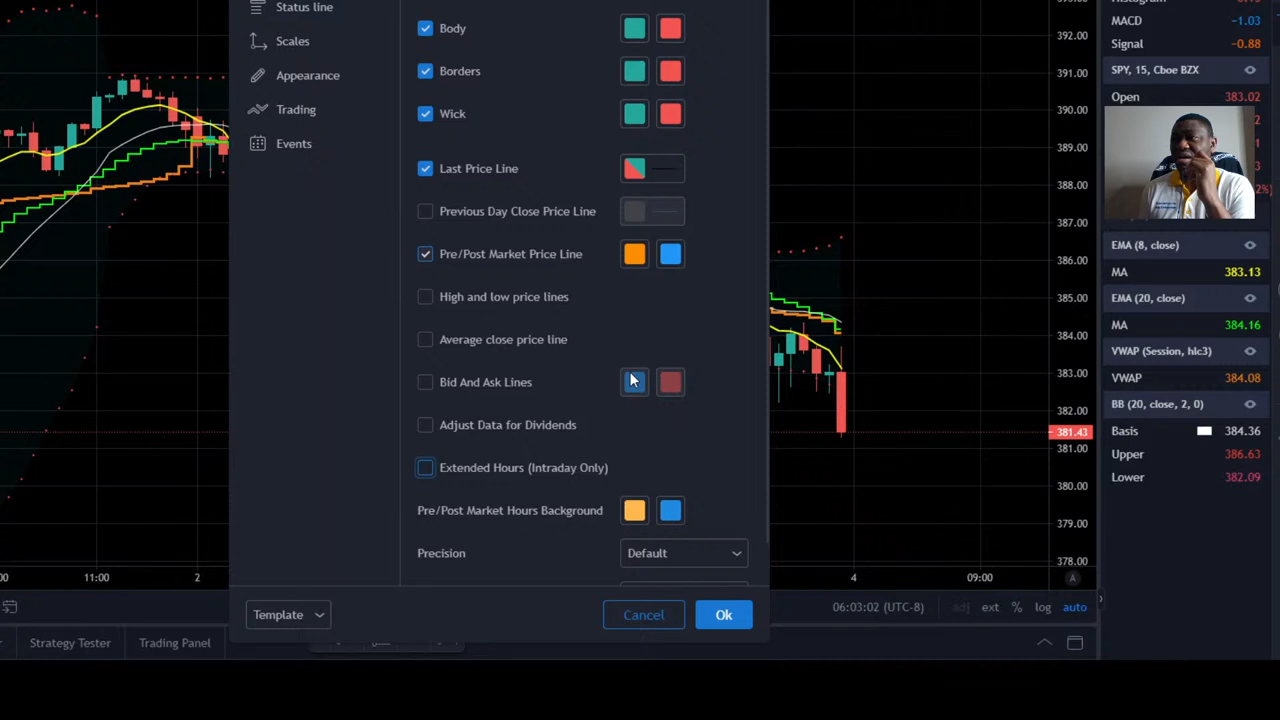 Status line
Scales
Appearance
Trading
Events
Body
Borders
Wick
Last Price Line
Previous Day Close Price Line
Pre/Post Market Price Line
High and low price lines
Average close price line
Bid And Ask Lines
Adjust Data for Dividends
Extended Hours (Intraday Only)
Pre/Post Market Hours Background
Precision
Default
Template
Cancel
Ok
392.00
391.00
390.00
389.00
388.00
387.00
386.00
385.00
384.00
383.00
382.00
381.43
381.00
380.00
379.00
378.00
11:00
2
4
09:00
A
06:03:02 (UTC-8)
adj
ext
%
log
auto
Strategy Tester
Trading Panel
MACD
−1.03
Signal
−0.88
SPY, 15, Cboe BZX
Open
383.02
EMA (8, close)
MA
383.13
EMA (20, close)
MA
384.16
VWAP (Session, hlc3)
VWAP
384.08
BB (20, close, 2, 0)
Basis
384.36
Upper
386.63
Lower
382.09